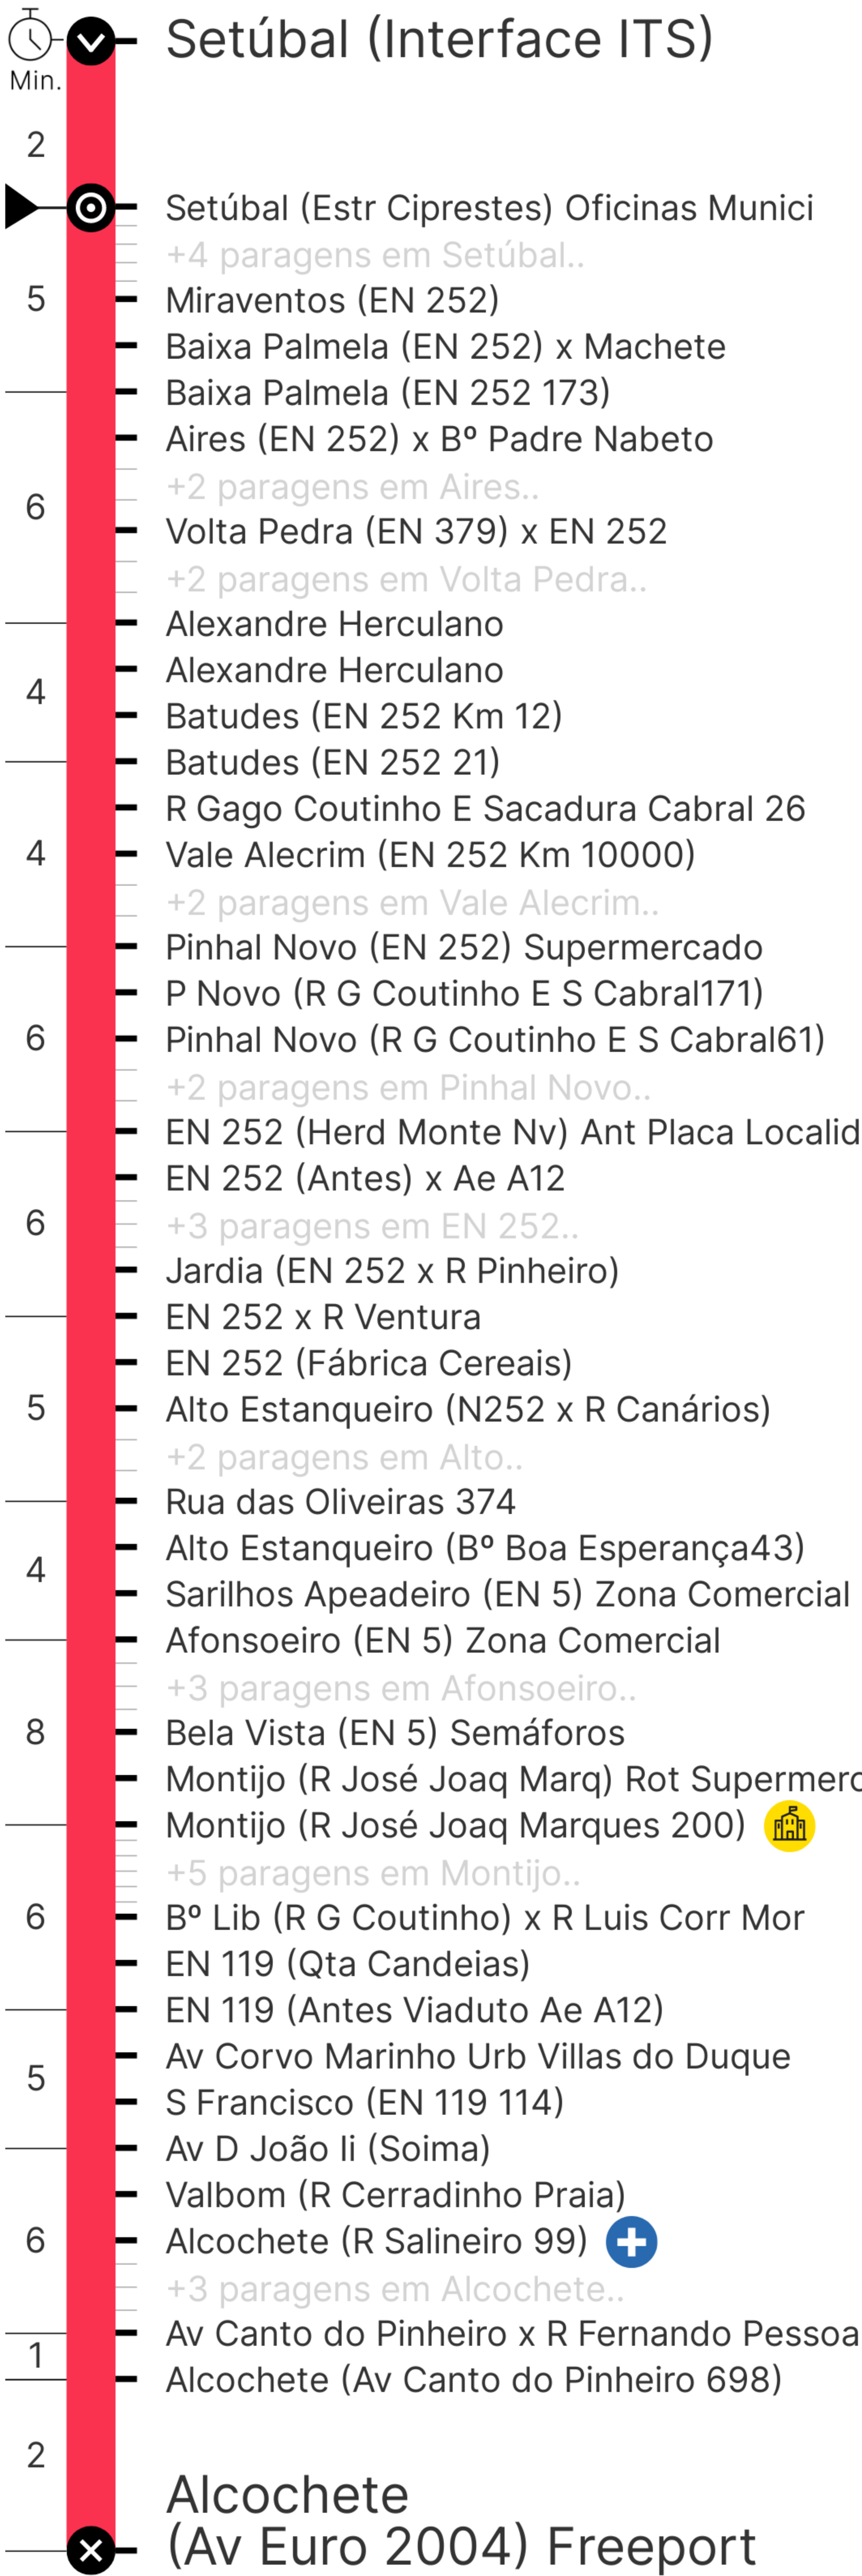 Setúbal (Interface ITS)
Min.
2
Setúbal (Estr Ciprestes) Oficinas Munici
+4 paragens em Setúbal..
5
Miraventos (EN 252)
Baixa Palmela (EN 252) x Machete
Baixa Palmela (EN 252 173)
Aires (EN 252) x Bº Padre Nabeto
+2 paragens em Aires..
6
Volta Pedra (EN 379) x EN 252
+2 paragens em Volta Pedra..
Alexandre Herculano
Alexandre Herculano
4
Batudes (EN 252 Km 12)
Batudes (EN 252 21)
R Gago Coutinho E Sacadura Cabral 26
4
Vale Alecrim (EN 252 Km 10000)
+2 paragens em Vale Alecrim..
Pinhal Novo (EN 252) Supermercado
P Novo (R G Coutinho E S Cabral171)
6
Pinhal Novo (R G Coutinho E S Cabral61)
+2 paragens em Pinhal Novo..
EN 252 (Herd Monte Nv) Ant Placa Localid
EN 252 (Antes) x Ae A12
6
+3 paragens em EN 252..
Jardia (EN 252 x R Pinheiro)
EN 252 x R Ventura
EN 252 (Fábrica Cereais)
5
Alto Estanqueiro (N252 x R Canários)
+2 paragens em Alto..
Rua das Oliveiras 374
Alto Estanqueiro (Bº Boa Esperança43)
4
Sarilhos Apeadeiro (EN 5) Zona Comercial
Afonsoeiro (EN 5) Zona Comercial
+3 paragens em Afonsoeiro..
8
Bela Vista (EN 5) Semáforos
Montijo (R José Joaq Marq) Rot Supermerc
Montijo (R José Joaq Marques 200)
+5 paragens em Montijo..
6
Bº Lib (R G Coutinho) x R Luis Corr Mor
EN 119 (Qta Candeias)
EN 119 (Antes Viaduto Ae A12)
Av Corvo Marinho Urb Villas do Duque
5
S Francisco (EN 119 114)
Av D João Ii (Soima)
Valbom (R Cerradinho Praia)
6
Alcochete (R Salineiro 99)
+3 paragens em Alcochete..
Av Canto do Pinheiro x R Fernando Pessoa
1
Alcochete (Av Canto do Pinheiro 698)
2
Alcochete
(Av Euro 2004) Freeport